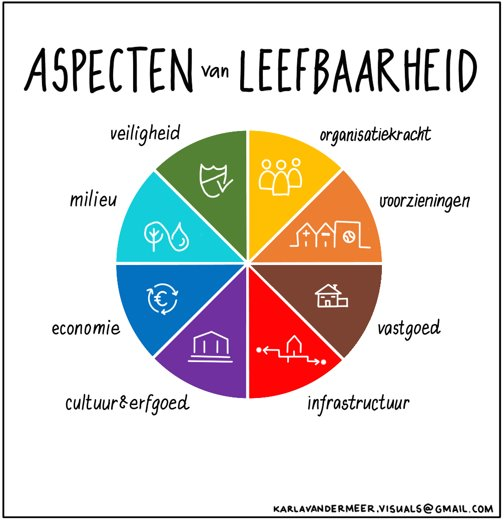 ASPECTEN van LEEFBAARHEID
veiligheid
organisatiekracht
milieu
voorzieningen
€
economie
vastgoed
cultuur&erfgoed
infrastructuur
KARLAVANDERMEER.VISUALS@GMAIL.COM